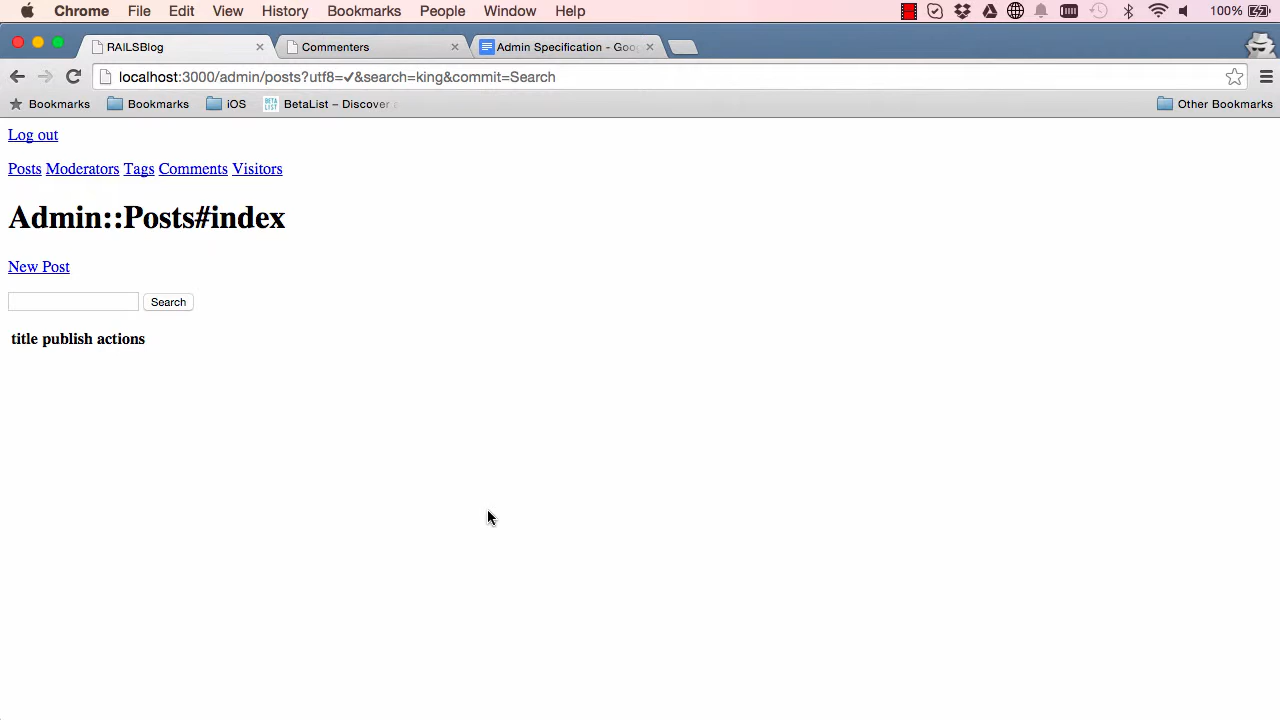 Chrome File Edit View History Bookmarks People Window Help 100%
RAILSBlog Commenters Admin Specification - Goo
localhost:3000/admin/posts?utf8=✓&search=king&commit=Search
Bookmarks Bookmarks iOS BETA LIST BetaList – Discover Other Bookmarks
Log out
Posts Moderators Tags Comments Visitors
Admin::Posts#index
New Post
Search
title publish actions